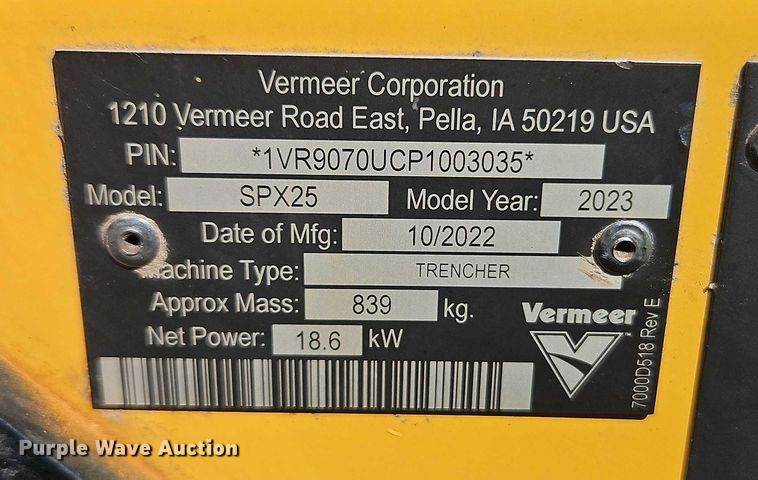 Vermeer Corporation
1210 Vermeer Road East, Pella, IA 50219 USA
PIN: *1VR9070UCP1003035*
Model: SPX25 Model Year: 2023
Date of Mfg: 10/2022
Machine Type: TRENCHER
Approx Mass: 839 kg.
Net Power: 18.6 kW
Vermeer
7000D518 Rev E
Purple Wave Auction